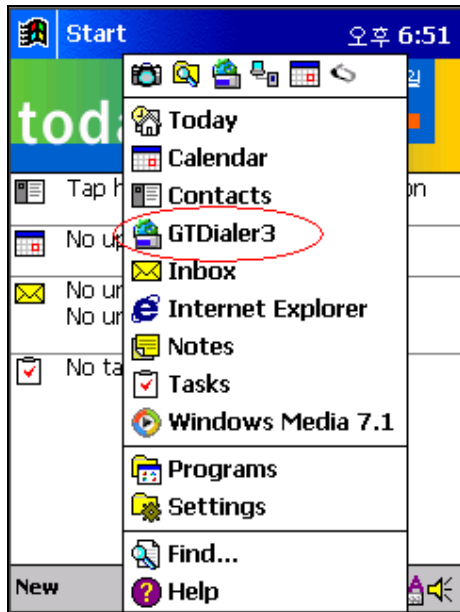 Start 오후 6:51
일
toda
Today
Calendar
Tap h on
Contacts
No up
GTDialer3
Inbox
No un
No un
Internet Explorer
Notes
No ta
Tasks
Windows Media 7.1
Programs
Settings
Find...
New
Help